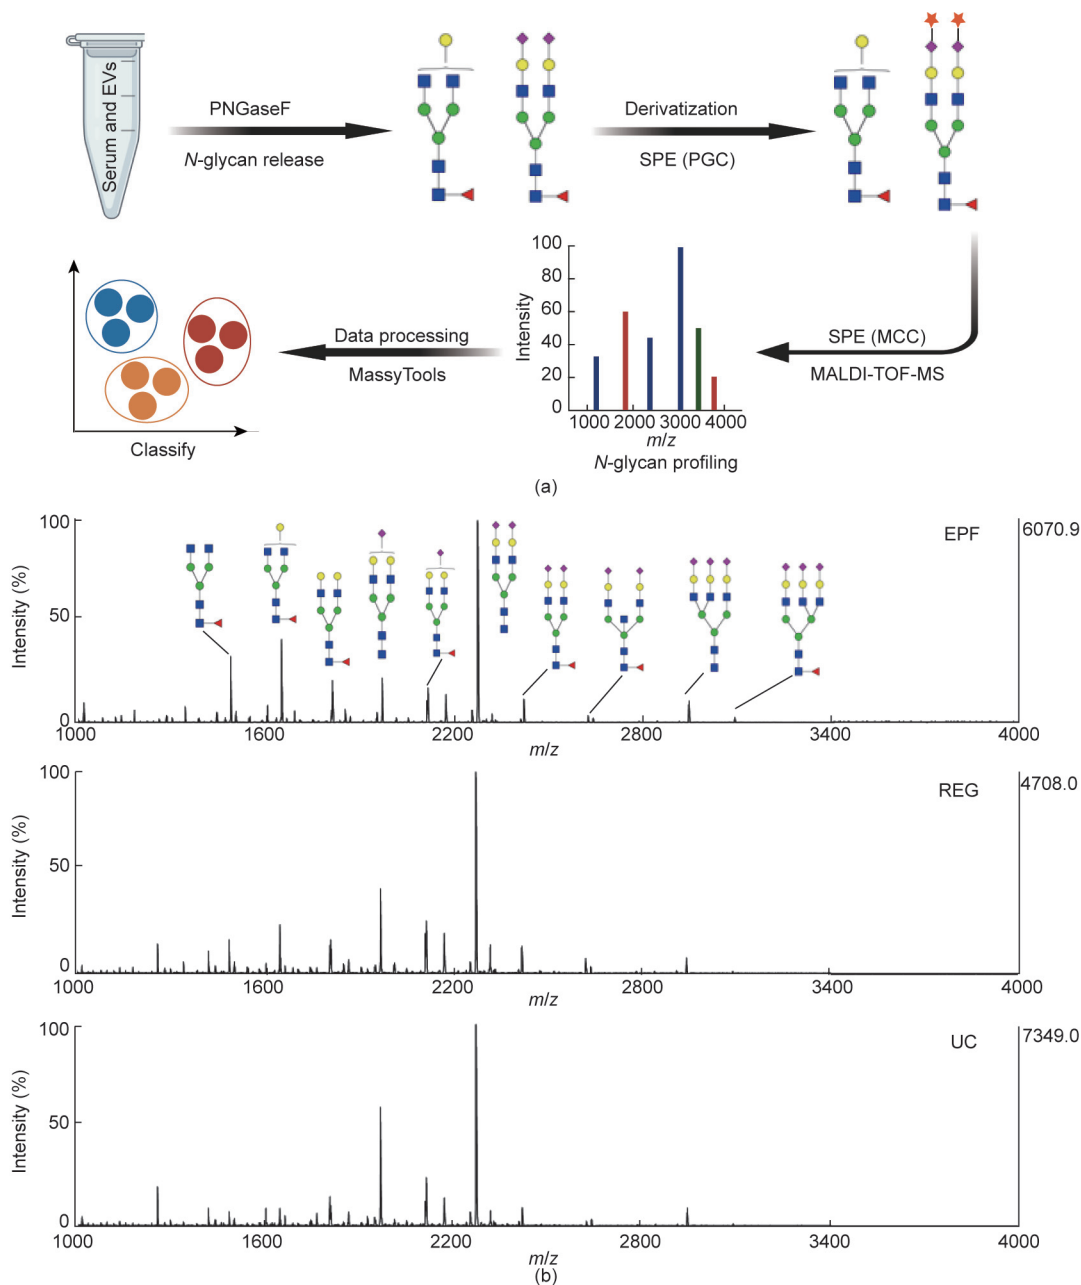 Serum and EVs
PNGaseF
N-glycan release
Derivatization
SPE (PGC)
SPE (MCC)
MALDI-TOF-MS
Intensity
100
80
60
40
20
0
1000 2000 3000 4000
m/z
N-glycan profiling
Data processing
MassyTools
Classify
(a)
Intensity (%)
100
50
0
1000 1600 2200 2800 3400 4000
m/z
EPF
6070.9
Intensity (%)
100
50
0
1000 1600 2200 2800 3400 4000
m/z
REG
4708.0
Intensity (%)
100
50
0
1000 1600 2200 2800 3400 4000
m/z
UC
7349.0
(b)